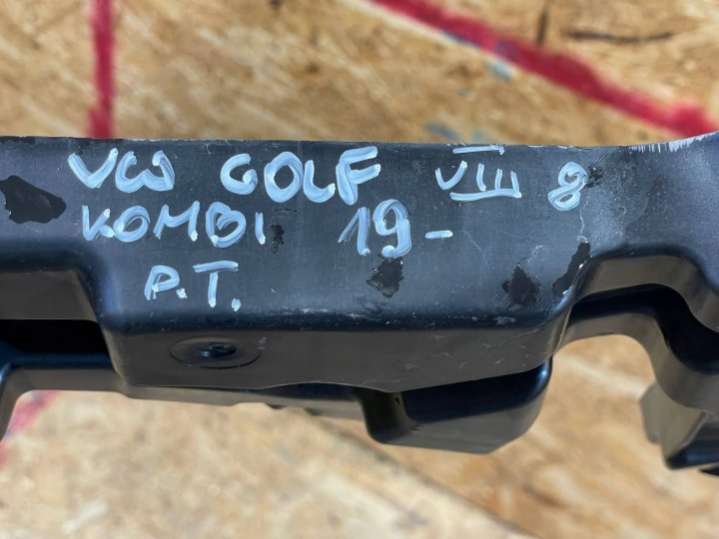 VW GOLF VIII 8
KOMBI 19-
P.T.